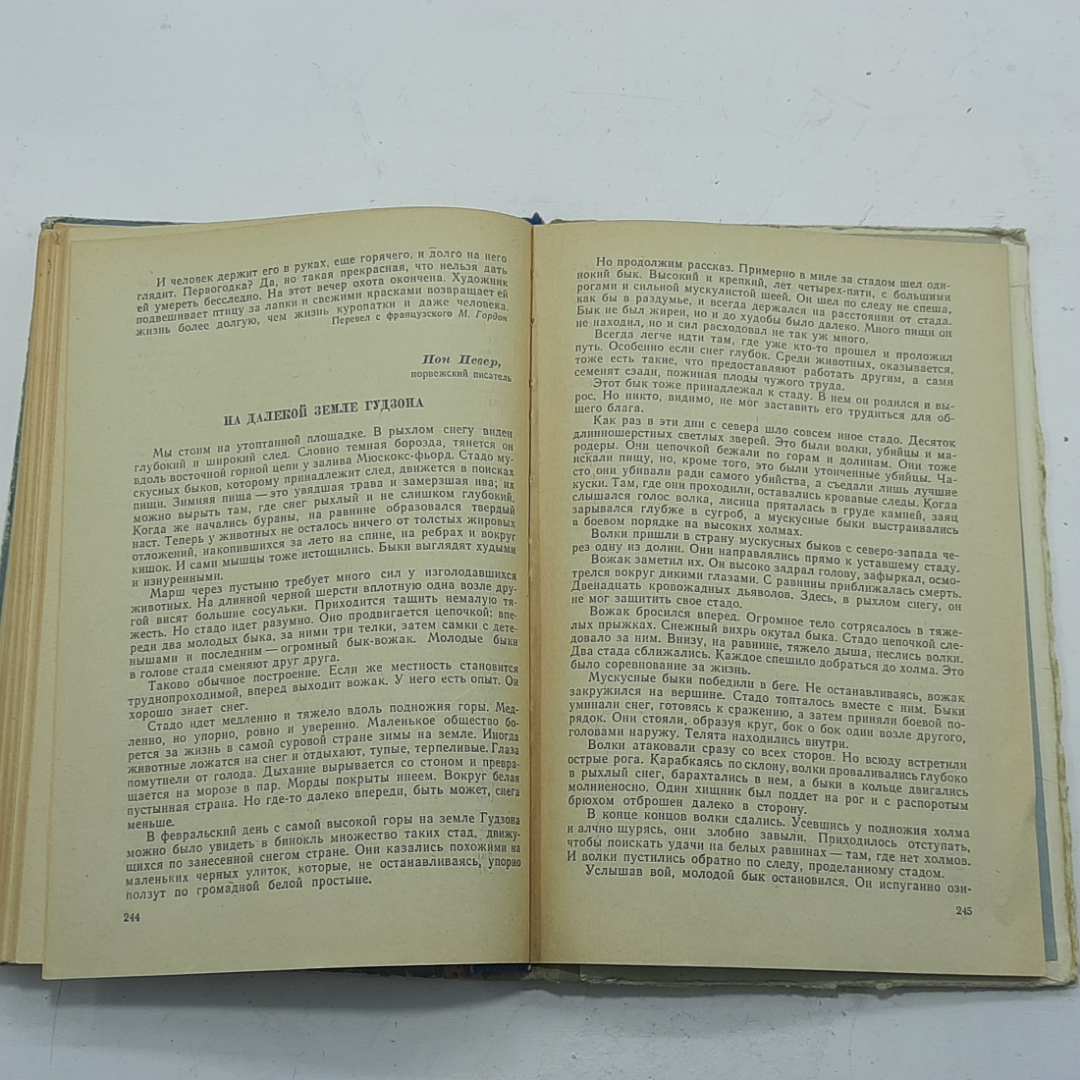 И человек держит его в руках, еще горячего, и долго на него
глядит. Первогодка? Да, но такая прекрасная, что нельзя дать
ей умереть бесследно. На этот вечер охота окончена. Художник
подвешивает птицу за лапки и свежими красками возвращает ей
жизнь более долгую, чем жизнь куропатки и даже человека.
Перевел с французского М. Гордон
норвежский писатель
НА ДАЛЕКОЙ ЗЕМЛЕ ГУДЗОНА
Мы стоим на утоптанной площадке. В рыхлом снегу виден
глубокий и широкий след. Словно темная борозда, тянется он
вдоль восточной горной цепи у залива Мюскокс-фьорд. Стадо му-
скусных быков, которому принадлежит след, движется в поисках
пищи. Зимняя пища — это увядшая трава и замерзшая ива; их
можно вырыть там, где снег рыхлый и не слишком глубокий.
Когда же начались бураны, на равнине образовался твердый
наст. Теперь у животных не осталось ничего от толстых жировых
отложений, накопившихся за лето на спине, на ребрах и вокруг
кишок. И сами мышцы тоже истощились. Быки выглядят худыми
и изнуренными.
Марш через пустыню требует много сил у изголодавшихся
животных. На длинной черной шерсти вплотную одна возле дру-
гой висят большие сосульки. Приходится тащить немалую тя-
жесть. Но стадо идет разумно. Оно продвигается цепочкой: впе-
реди два молодых быка, за ними три телки, затем самки с дете-
нышами и последним — огромный бык-вожак. Молодые быки
в голове стада сменяют друг друга.
Таково обычное построение. Если же местность становится
труднопроходимой, вперед выходит вожак. У него есть опыт. Он
хорошо знает снег.
Стадо идет медленно и тяжело вдоль подножия горы. Мед-
ленно, но упорно, ровно и уверенно. Маленькое общество бо-
рется за жизнь в самой суровой стране зимы на земле. Иногда
животные ложатся на снег и отдыхают, тупые, терпеливые. Глаза
помутнели от голода. Дыхание вырывается со стоном и превра-
щается на морозе в пар. Морды покрыты инеем. Вокруг белая
пустынная страна. Но где-то далеко впереди, быть может, снега
меньше.
В февральский день с самой высокой горы на земле Гудзона
можно было увидеть в бинокль множество таких стад, движу-
щихся по занесенной снегом стране. Они казались похожими на
маленьких черных улиток, которые, не останавливаясь, упорно
ползут по громадной белой простыне.
244
Но продолжим рассказ. Примерно в миле за стадом шел оди-
нокий бык. Высокий и крепкий, лет четырех-пяти, с большими
рогами и сильной мускулистой шеей. Он шел по следу не спеша,
как бы в раздумье, и всегда держался на расстоянии от стада.
Бык не был жирен, но и до худобы было далеко. Много пищи он
не находил, но и сил расходовал не так уж много.
Всегда легче идти там, где уже кто-то прошел и проложил
путь. Особенно если снег глубок. Среди животных, оказывается,
тоже есть такие, что предоставляют работать другим, а сами
семенят сзади, пожиная плоды чужого труда.
Этот бык тоже принадлежал к стаду. В нем он родился и вы-
рос. Но никто, видимо, не мог заставить его трудиться для об-
щего блага.
Как раз в эти дни с севера шло совсем иное стадо. Десяток
длинношерстных светлых зверей. Это были волки, убийцы и ма-
родеры. Они цепочкой бежали по горам и долинам. Они тоже
искали пищу, но, кроме того, это были утонченные убийцы. Ча-
сто они убивали ради самого убийства, а съедали лишь лучшие
куски. Там, где они проходили, оставались кровавые следы. Когда
слышался голос волка, лисица пряталась в груде камней, заяц
зарывался глубже в сугроб, а мускусные быки выстраивались
в боевом порядке на высоких холмах.
Волки пришли в страну мускусных быков с северо-запада че-
рез одну из долин. Они направлялись прямо к уставшему стаду.
Вожак заметил их. Он высоко задрал голову, зафыркал, осмо-
трелся вокруг дикими глазами. С равнины приближалась смерть.
Двенадцать кровожадных дьяволов. Здесь, в рыхлом снегу, он
не мог защитить свое стадо.
Вожак бросился вперед. Огромное тело сотрясалось в тяже-
лых прыжках. Снежный вихрь окутал быка. Стадо цепочкой сле-
довало за ним. Внизу, на равнине, тяжело дыша, неслись волки.
Два стада сближались. Каждое спешило добраться до холма. Это
было соревнование за жизнь.
Мускусные быки победили в беге. Не останавливаясь, вожак
закружился на вершине. Стадо топталось вместе с ним. Быки
уминали снег, готовясь к сражению, а затем приняли боевой по-
рядок. Они стояли, образуя круг, бок о бок один возле другого,
головами наружу. Телята находились внутри.
Волки атаковали сразу со всех сторон. Но всюду встретили
острые рога. Карабкаясь по склону, волки проваливались глубоко
в рыхлый снег, барахтались в нем, а быки в кольце двигались
молниеносно. Один хищник был поддет на рог и с распоротым
брюхом отброшен далеко в сторону.
В конце концов волки сдались. Усевшись у подножия холма
и алчно щурясь, они злобно завыли. Приходилось отступать,
чтобы поискать удачи на белых равнинах — там, где нет холмов.
И волки пустились обратно по следу, проделанному стадом.
Услышав вой, молодой бык остановился. Он испуганно ози-
245